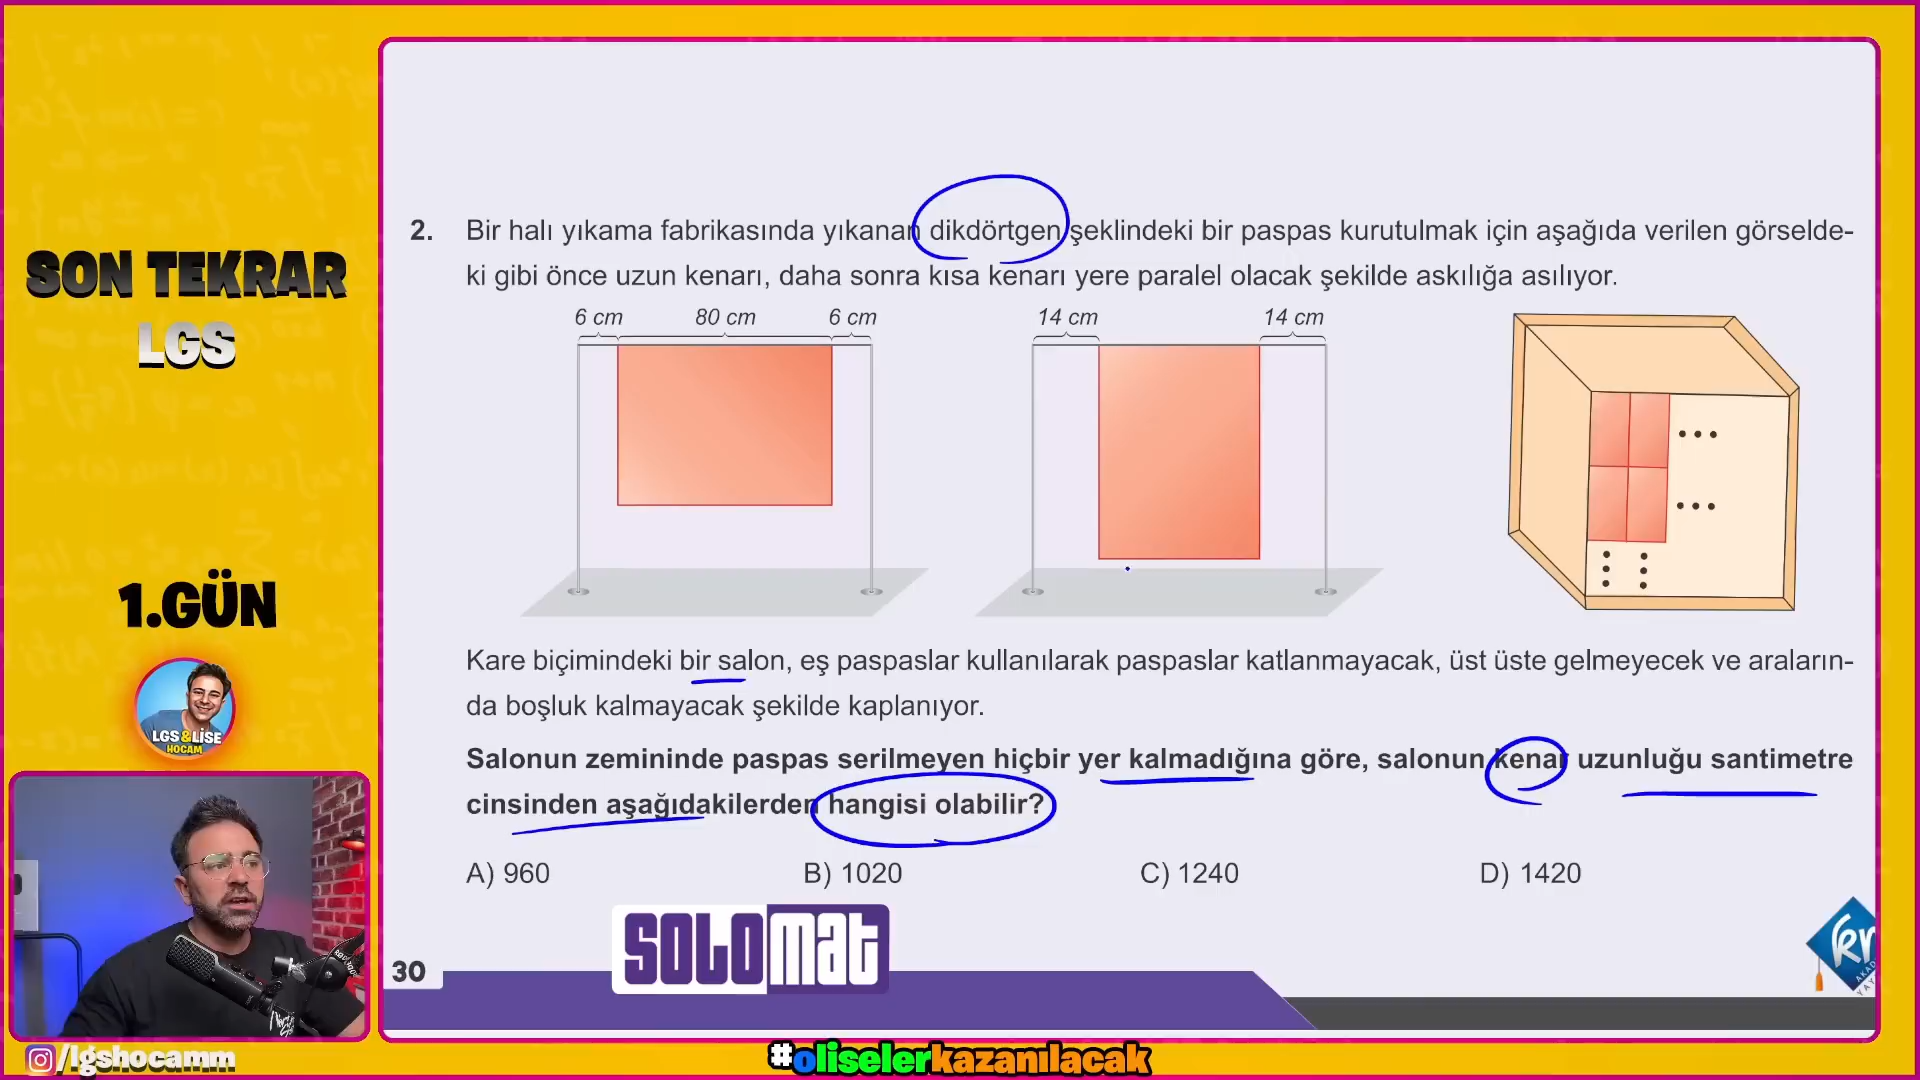 SON TEKRAR
LGS
1.GÜN
LGS&LİSE
HOCAM
/lgshocamm
2. Bir halı yıkama fabrikasında yıkanan dikdörtgen şeklindeki bir paspas kurutulmak için aşağıda verilen görselde-
ki gibi önce uzun kenarı, daha sonra kısa kenarı yere paralel olacak şekilde askılığa asılıyor.
6 cm 80 cm 6 cm 14 cm 14 cm
Kare biçimindeki bir salon, eş paspaslar kullanılarak paspaslar katlanmayacak, üst üste gelmeyecek ve araların-
da boşluk kalmayacak şekilde kaplanıyor.
Salonun zemininde paspas serilmeyen hiçbir yer kalmadığına göre, salonun kenar uzunluğu santimetre
cinsinden aşağıdakilerden hangisi olabilir?
A) 960 B) 1020 C) 1240 D) 1420
SOLOMAT
30
kr
#oliselerkazanılacak